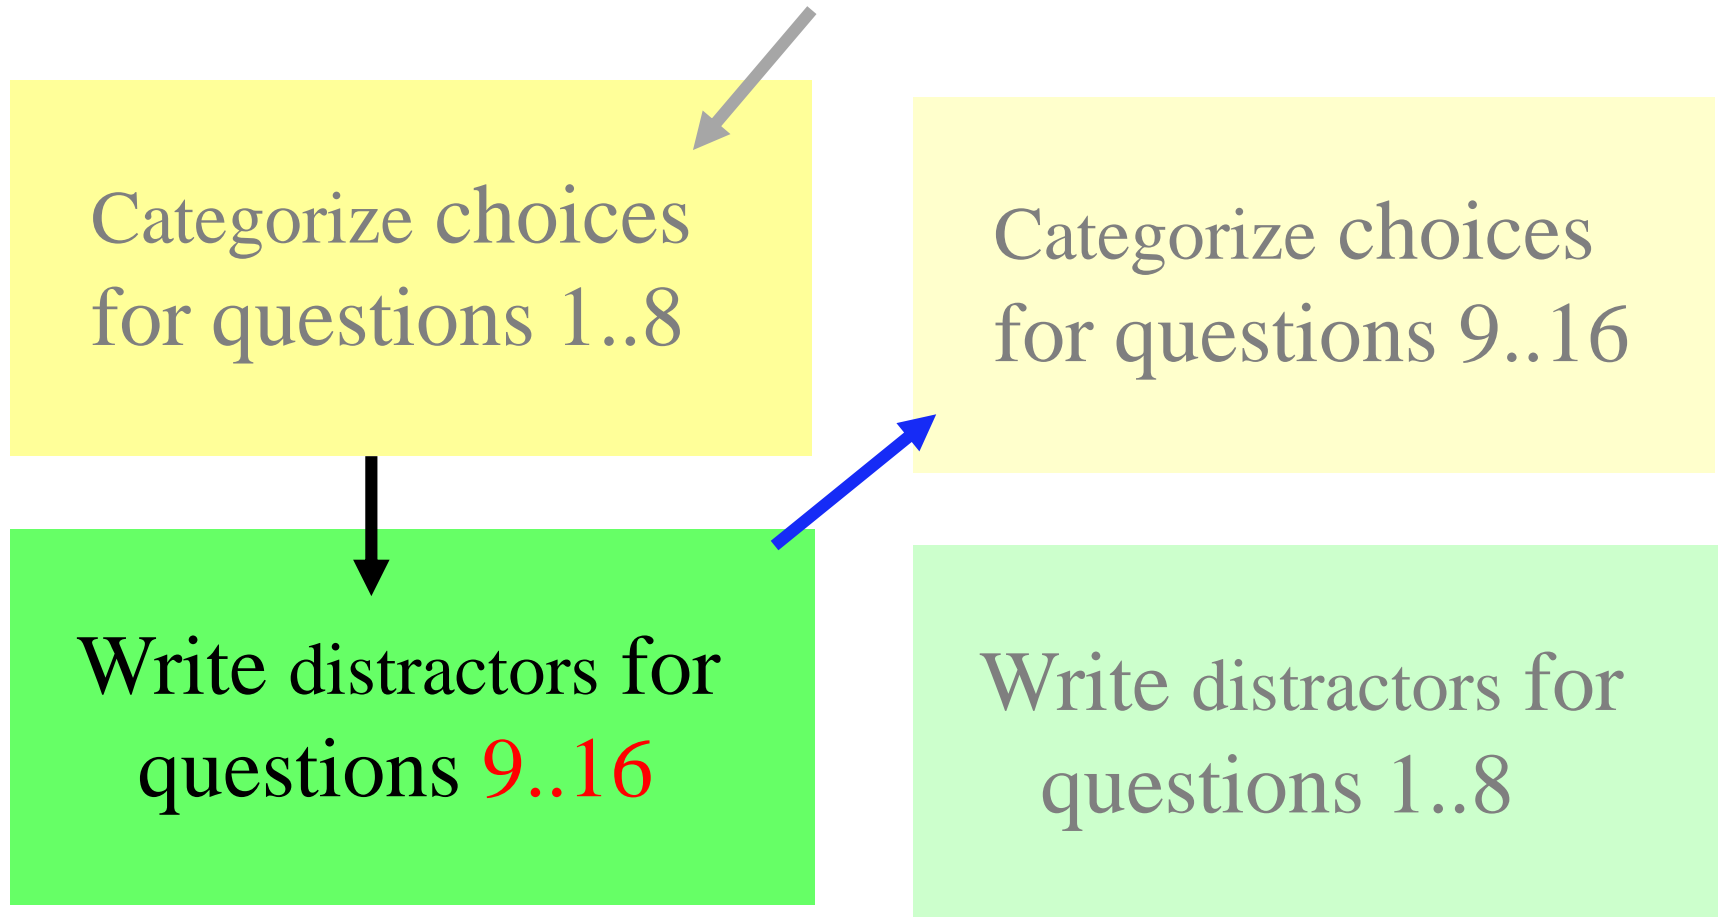 Categorize choices
for questions 1..8
Categorize choices
for questions 9..16
Write distractors for
questions 9..16
Write distractors for
questions 1..8